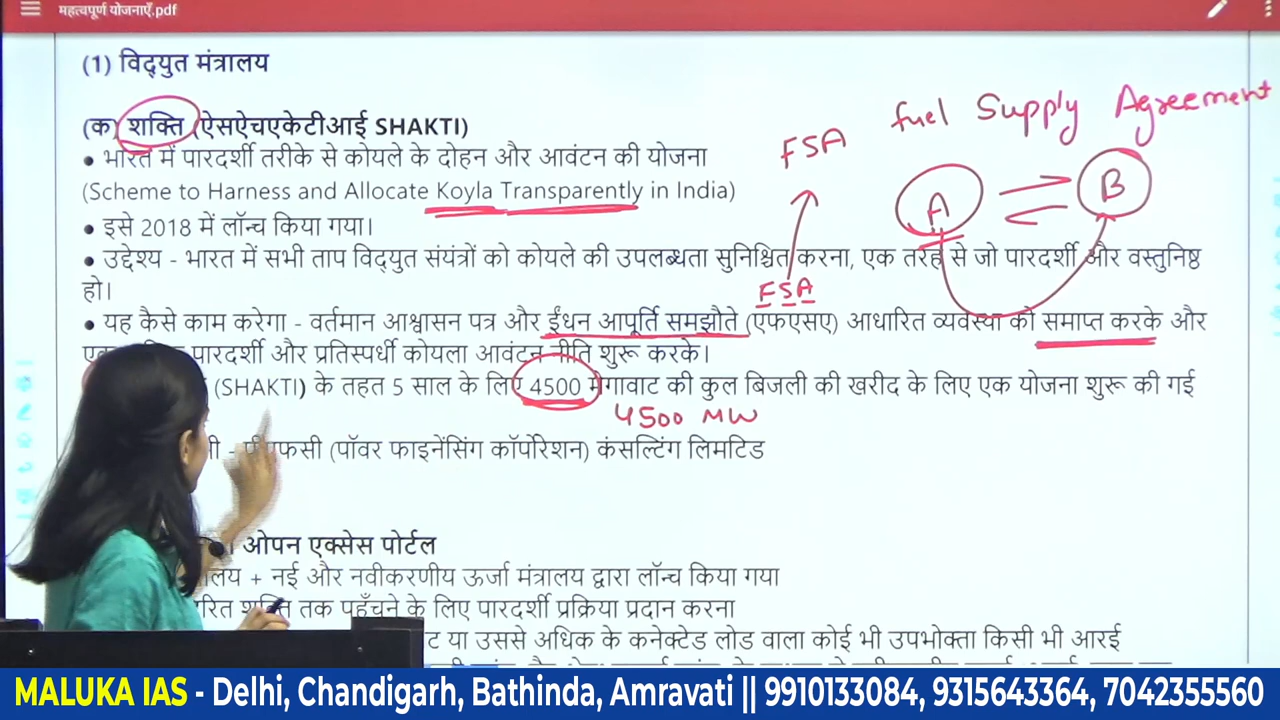 महत्वपूर्ण योजनाएँ.pdf
(1) विद्युत मंत्रालय
(क) शक्ति (ऐसऐचएकेटीआई SHAKTI)
• भारत में पारदर्शी तरीके से कोयले के दोहन और आवंटन की योजना
(Scheme to Harness and Allocate Koyla Transparently in India)
• इसे 2018 में लॉन्च किया गया।
• उद्देश्य - भारत में सभी ताप विद्युत संयंत्रों को कोयले की उपलब्धता सुनिश्चित करना, एक तरह से जो पारदर्शी और वस्तुनिष्ठ
हो।
• यह कैसे काम करेगा - वर्तमान आश्वासन पत्र और ईंधन आपूर्ति समझौते (एफएसए) आधारित व्यवस्था को समाप्त करके और
पारदर्शी और प्रतिस्पर्धी कोयला आवंटन नीति शुरू करके।
(SHAKTI) के तहत 5 साल के लिए 4500 मेगावाट की कुल बिजली की खरीद के लिए एक योजना शुरू की गई
- पीएफसी (पॉवर फाइनेंसिंग कॉर्पोरेशन) कंसल्टिंग लिमटिड
ओपन एक्सेस पोर्टल
+ नई और नवीकरणीय ऊर्जा मंत्रालय द्वारा लॉन्च किया गया
शक्ति तक पहुँचने के लिए पारदर्शी प्रक्रिया प्रदान करना
या उससे अधिक के कनेक्टेड लोड वाला कोई भी उपभोक्ता किसी भी आरई
FSA fuel Supply Agreement
A B
FSA
4500 MW
MALUKA IAS - Delhi, Chandigarh, Bathinda, Amravati || 9910133084, 9315643364, 7042355560